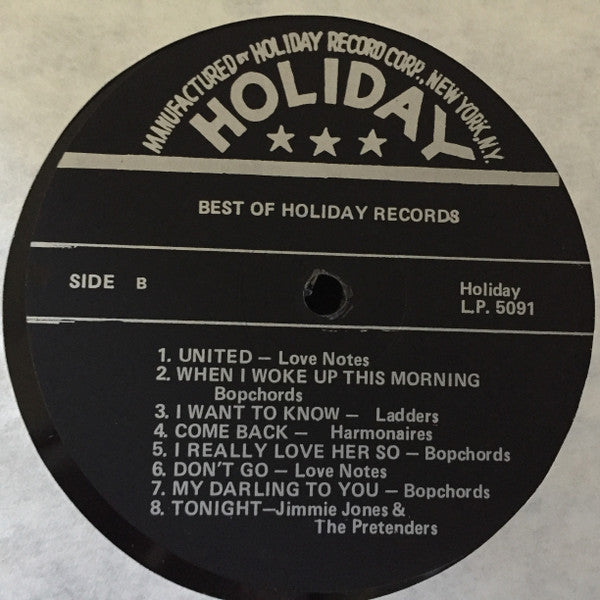 MANUFACTURED BY HOLIDAY RECORD CORP., NEW YORK, N.Y.
HOLIDAY
BEST OF HOLIDAY RECORDS
SIDE B
Holiday
L.P. 5091
1. UNITED — Love Notes
2. WHEN I WOKE UP THIS MORNING
Bopchords
3. I WANT TO KNOW — Ladders
4. COME BACK — Harmonaires
5. I REALLY LOVE HER SO — Bopchords
6. DON'T GO — Love Notes
7. MY DARLING TO YOU — Bopchords
8. TONIGHT—Jimmie Jones &
The Pretenders